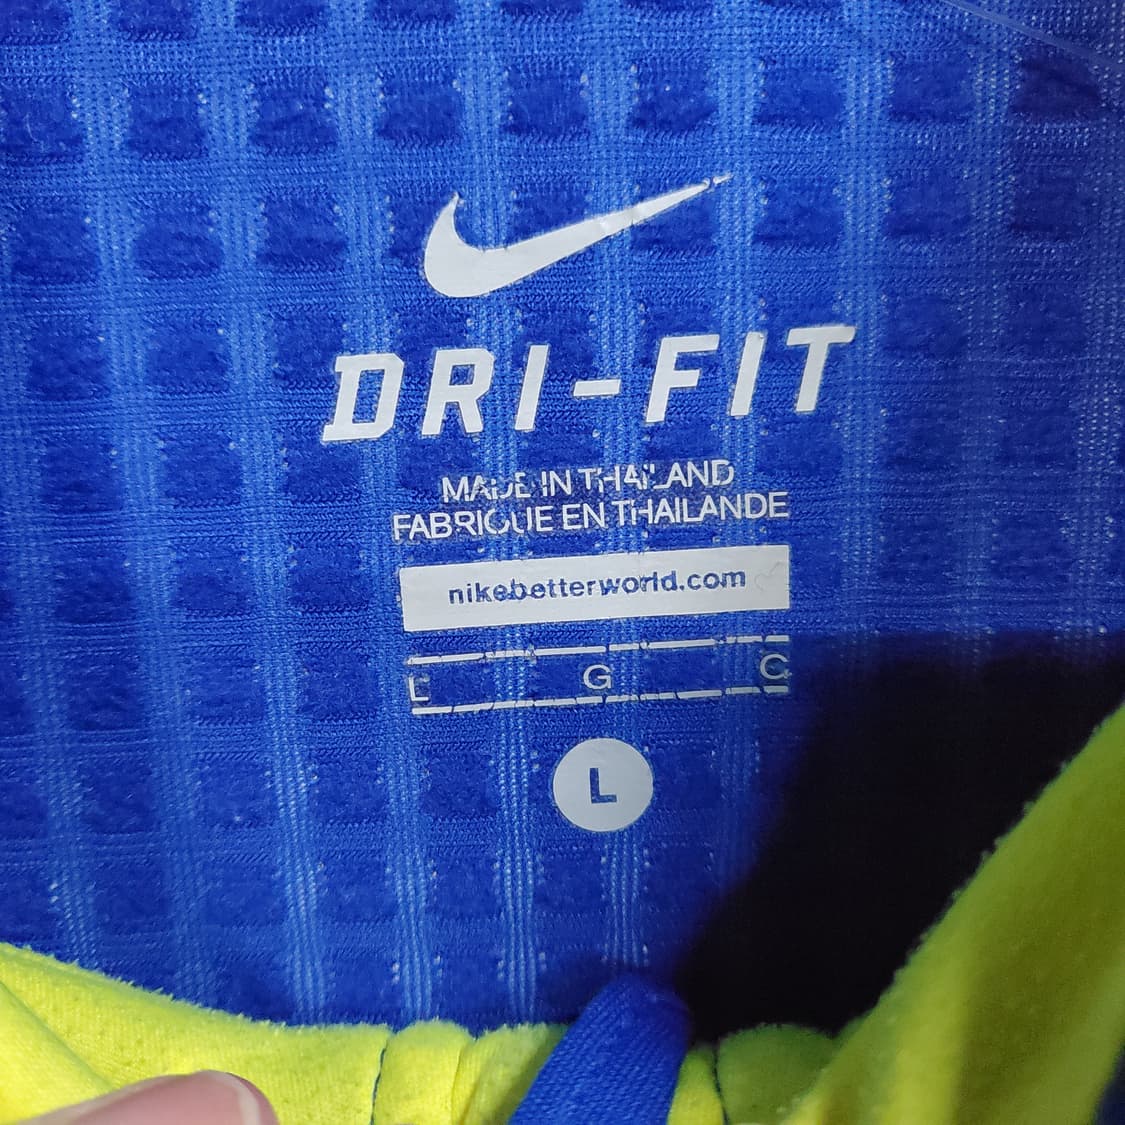 DRI-FIT
MADE IN THAILAND
FABRIQUE EN THAILANDE
nikebetterworld.com
L G G
L